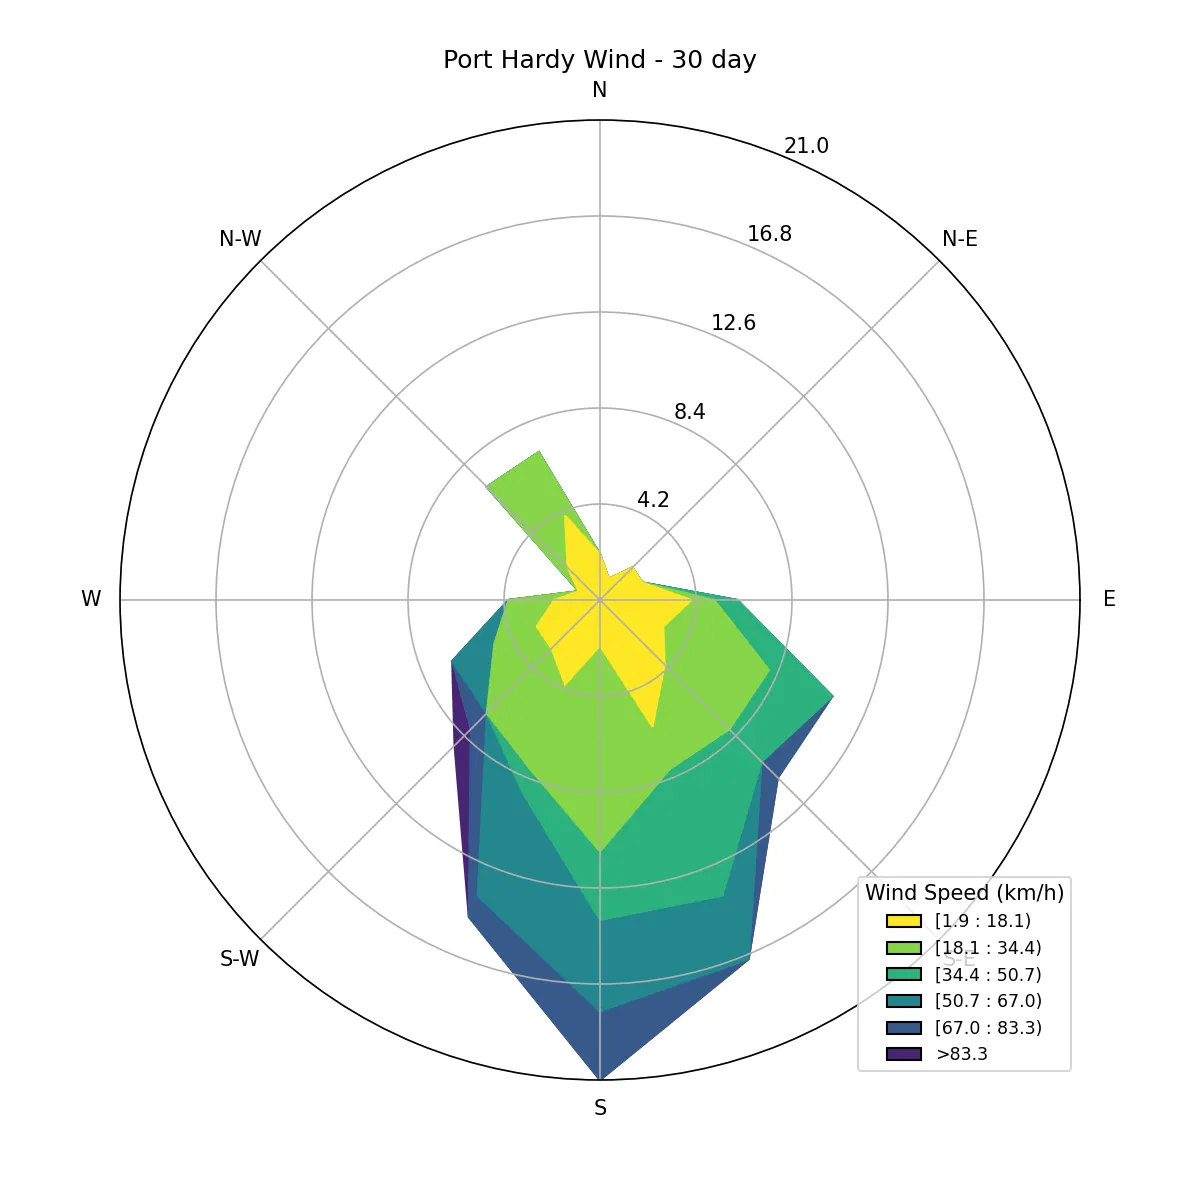 Port Hardy Wind - 30 day
N
21.0
N-W
16.8
N-E
12.6
8.4
4.2
W
E
S-W
S-E
Wind Speed (km/h)
[1.9 : 18.1)
[18.1 : 34.4)
[34.4 : 50.7)
[50.7 : 67.0)
[67.0 : 83.3)
>83.3
S